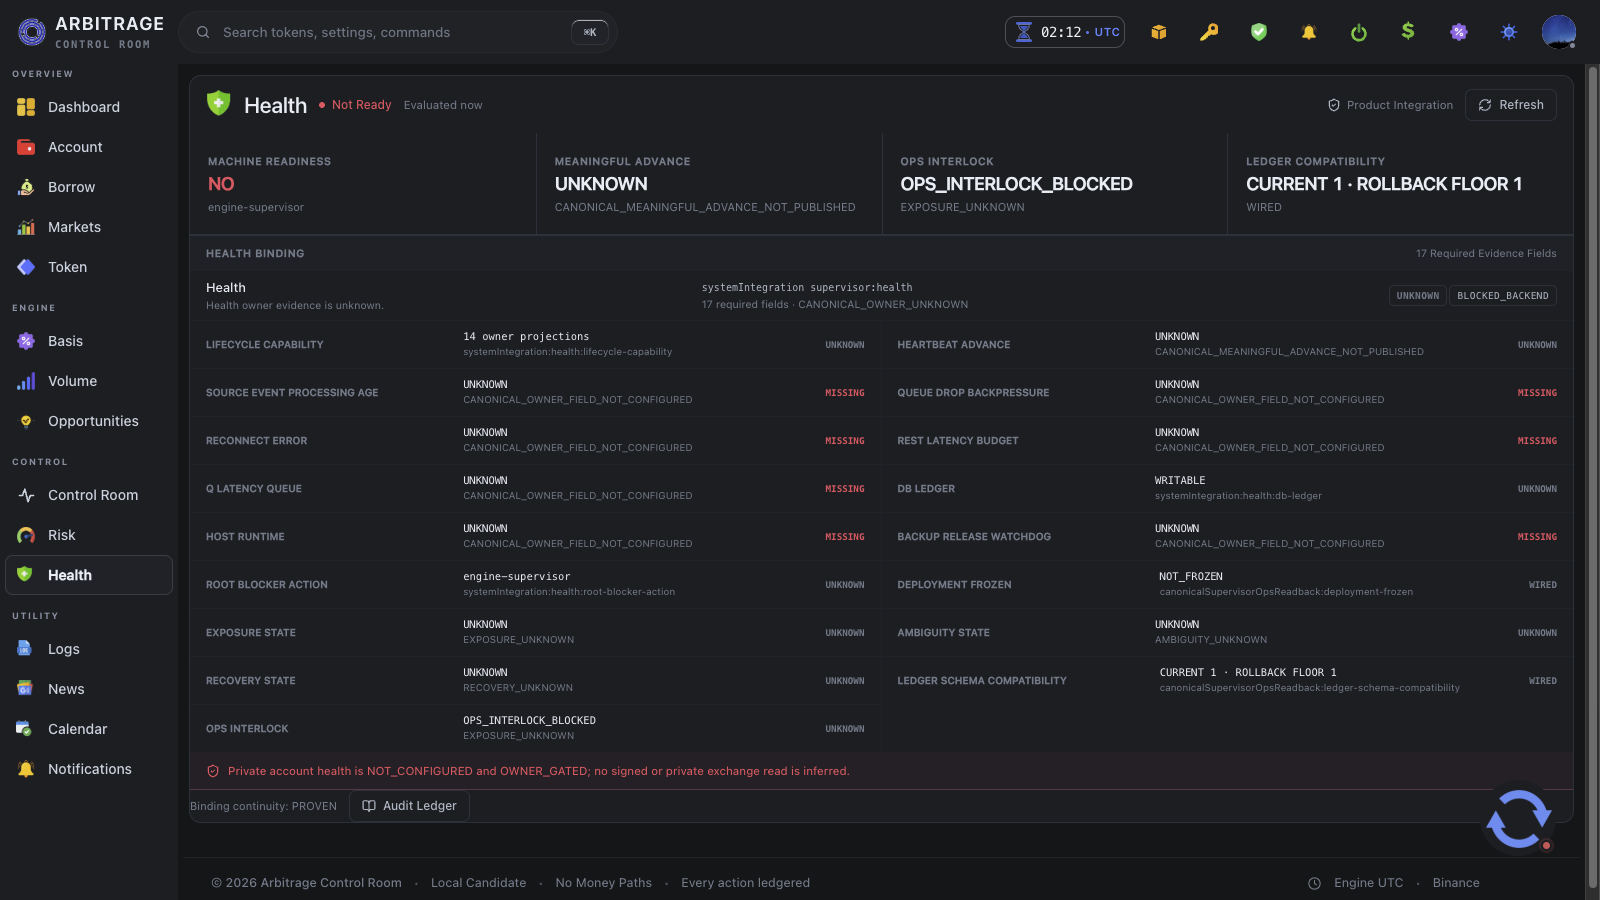 ARBITRAGE
CONTROL ROOM
Search tokens, settings, commands
⌘K
02:12 • UTC
OVERVIEW
Dashboard
Account
Borrow
Markets
Token
ENGINE
Basis
Volume
Opportunities
CONTROL
Control Room
Risk
Health
UTILITY
Logs
News
Calendar
Notifications
Health
Not Ready
Evaluated now
Product Integration
Refresh
MACHINE READINESS
NO
engine-supervisor
MEANINGFUL ADVANCE
UNKNOWN
CANONICAL_MEANINGFUL_ADVANCE_NOT_PUBLISHED
OPS INTERLOCK
OPS_INTERLOCK_BLOCKED
EXPOSURE_UNKNOWN
LEDGER COMPATIBILITY
CURRENT 1 · ROLLBACK FLOOR 1
WIRED
HEALTH BINDING
17 Required Evidence Fields
Health
Health owner evidence is unknown.
systemIntegration supervisor:health
17 required fields · CANONICAL_OWNER_UNKNOWN
UNKNOWN
BLOCKED_BACKEND
LIFECYCLE CAPABILITY
14 owner projections
systemIntegration:health:lifecycle-capability
UNKNOWN
HEARTBEAT ADVANCE
UNKNOWN
CANONICAL_MEANINGFUL_ADVANCE_NOT_PUBLISHED
UNKNOWN
SOURCE EVENT PROCESSING AGE
UNKNOWN
CANONICAL_OWNER_FIELD_NOT_CONFIGURED
MISSING
QUEUE DROP BACKPRESSURE
UNKNOWN
CANONICAL_OWNER_FIELD_NOT_CONFIGURED
MISSING
RECONNECT ERROR
UNKNOWN
CANONICAL_OWNER_FIELD_NOT_CONFIGURED
MISSING
REST LATENCY BUDGET
UNKNOWN
CANONICAL_OWNER_FIELD_NOT_CONFIGURED
MISSING
Q LATENCY QUEUE
UNKNOWN
CANONICAL_OWNER_FIELD_NOT_CONFIGURED
MISSING
DB LEDGER
WRITABLE
systemIntegration:health:db-ledger
UNKNOWN
HOST RUNTIME
UNKNOWN
CANONICAL_OWNER_FIELD_NOT_CONFIGURED
MISSING
BACKUP RELEASE WATCHDOG
UNKNOWN
CANONICAL_OWNER_FIELD_NOT_CONFIGURED
MISSING
ROOT BLOCKER ACTION
engine-supervisor
systemIntegration:health:root-blocker-action
UNKNOWN
DEPLOYMENT FROZEN
NOT_FROZEN
canonicalSupervisorOpsReadback:deployment-frozen
WIRED
EXPOSURE STATE
UNKNOWN
EXPOSURE_UNKNOWN
UNKNOWN
AMBIGUITY STATE
UNKNOWN
AMBIGUITY_UNKNOWN
UNKNOWN
RECOVERY STATE
UNKNOWN
RECOVERY_UNKNOWN
UNKNOWN
LEDGER SCHEMA COMPATIBILITY
CURRENT 1 · ROLLBACK FLOOR 1
canonicalSupervisorOpsReadback:ledger-schema-compatibility
WIRED
OPS INTERLOCK
OPS_INTERLOCK_BLOCKED
EXPOSURE_UNKNOWN
UNKNOWN
Private account health is NOT_CONFIGURED and OWNER_GATED; no signed or private exchange read is inferred.
Binding continuity: PROVEN
Audit Ledger
© 2026 Arbitrage Control Room · Local Candidate · No Money Paths · Every action ledgered
Engine UTC · Binance